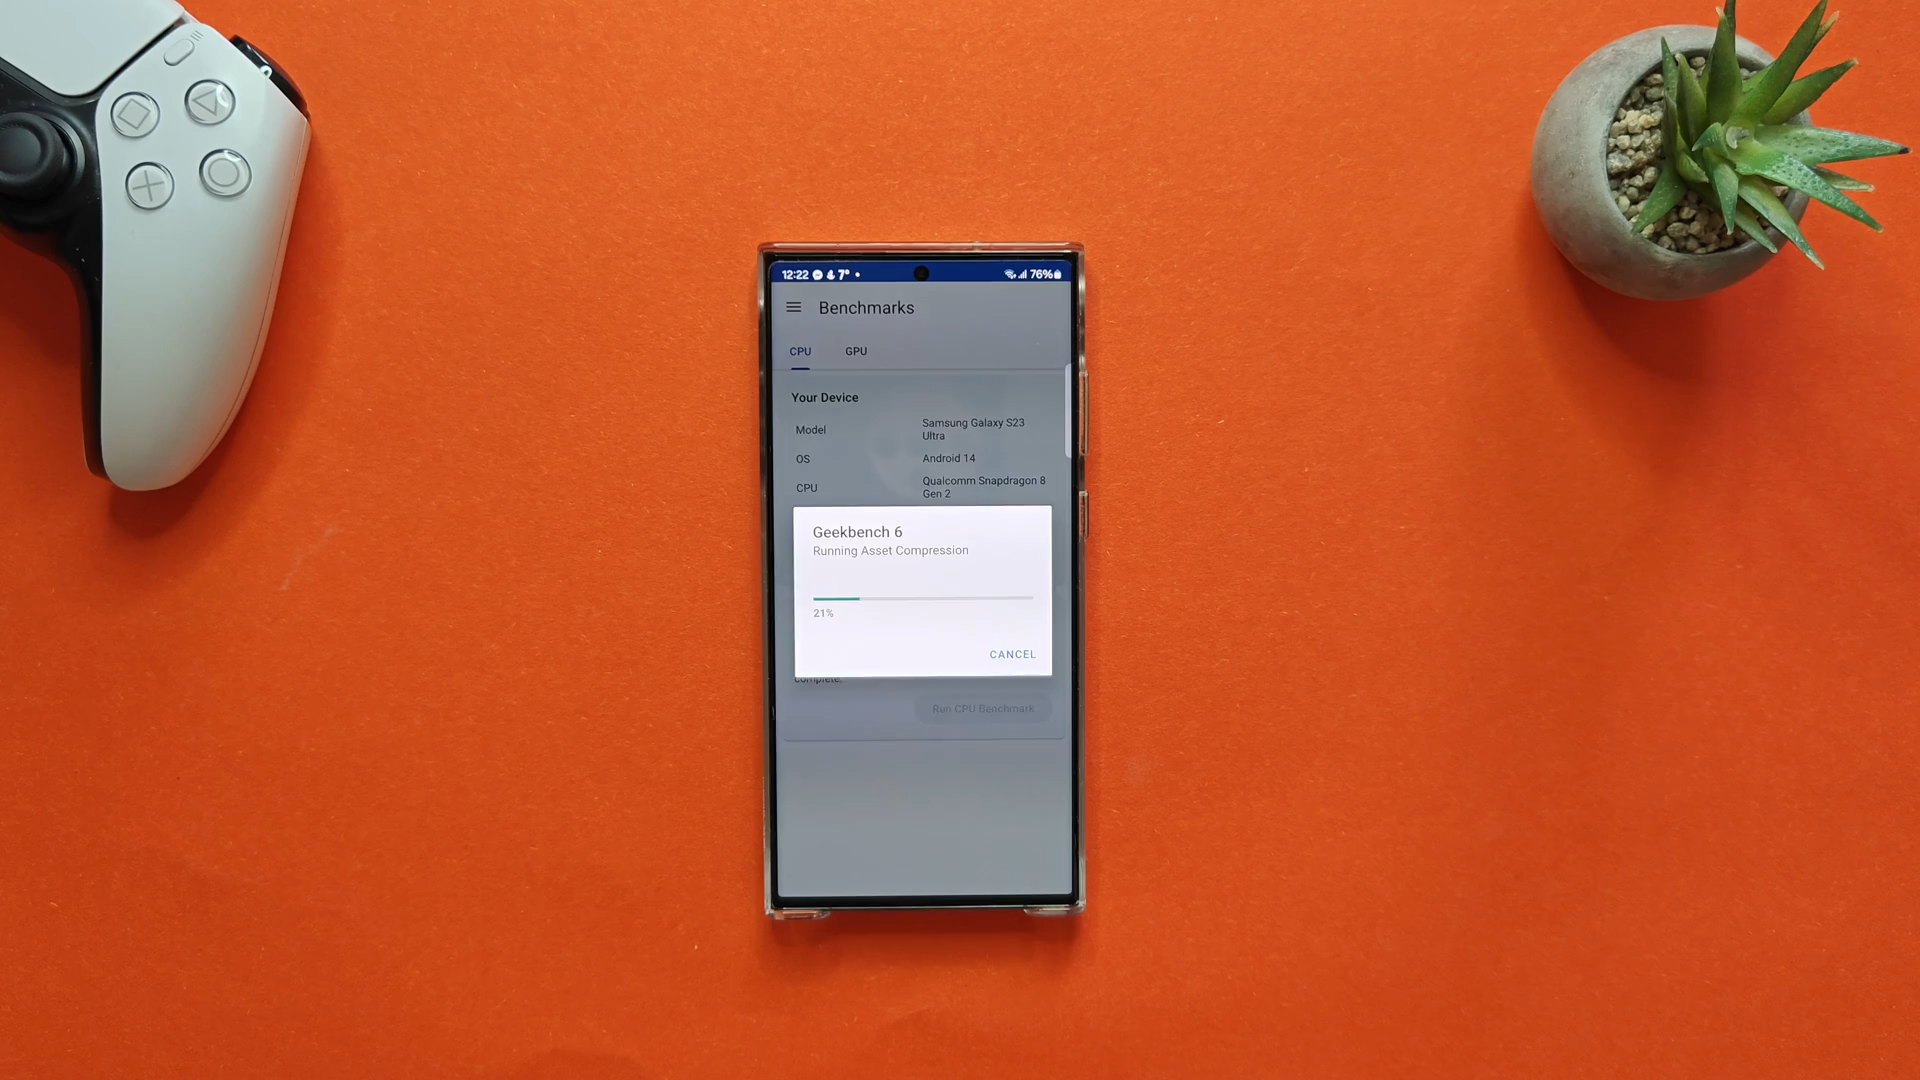 12:22 7° 76%
Benchmarks
CPU GPU
Your Device
Model Samsung Galaxy S23
Ultra
OS Android 14
CPU Qualcomm Snapdragon 8
Gen 2
Geekbench 6
Running Asset Compression
21%
CANCEL
complete.
Run CPU Benchmark